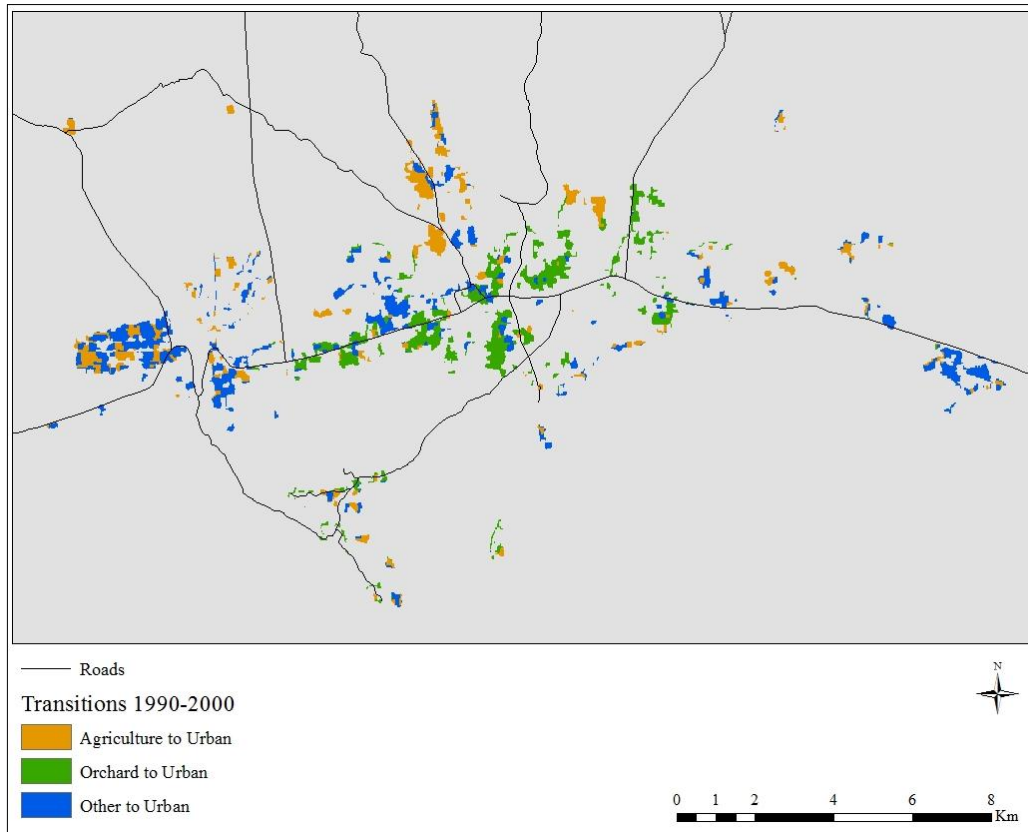 Roads
Transitions 1990-2000
Agriculture to Urban
Orchard to Urban
Other to Urban
N
0 1 2 4 6 8
Km